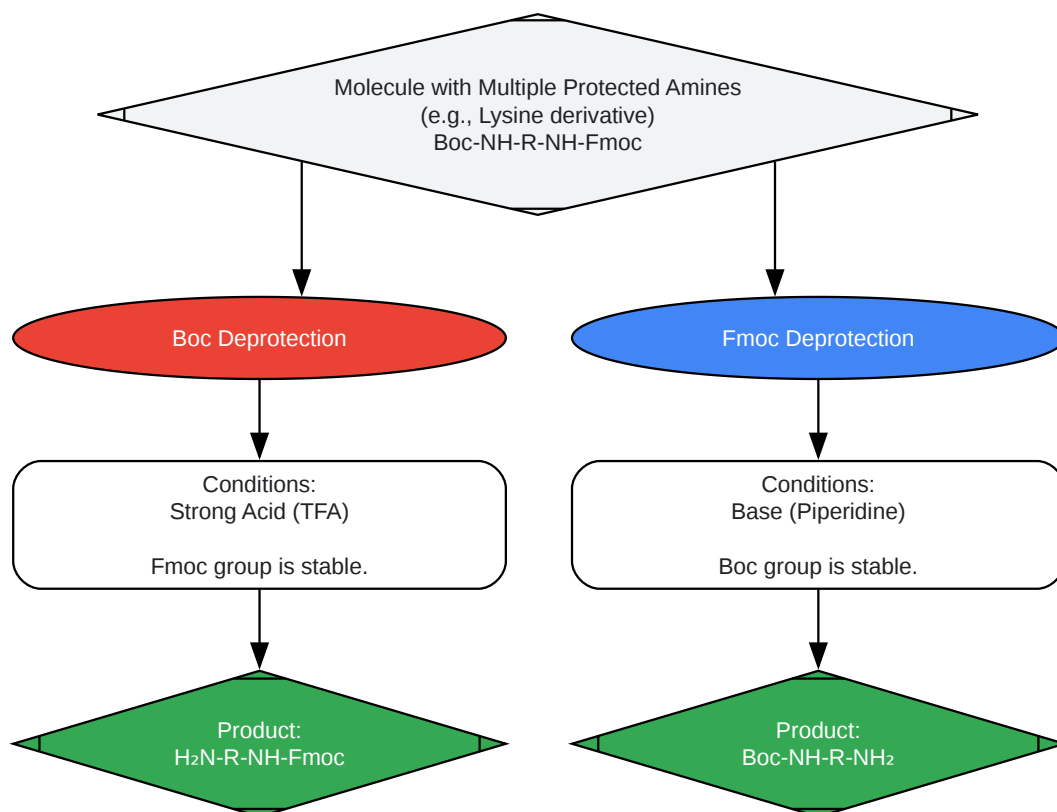 Molecule with Multiple Protected Amines
(e.g., Lysine derivative)
Boc-NH-R-NH-Fmoc
Boc Deprotection
Fmoc Deprotection
Conditions:
Strong Acid (TFA)
Fmoc group is stable.
Conditions:
Base (Piperidine)
Boc group is stable.
Product:
H₂N-R-NH-Fmoc
Product:
Boc-NH-R-NH₂